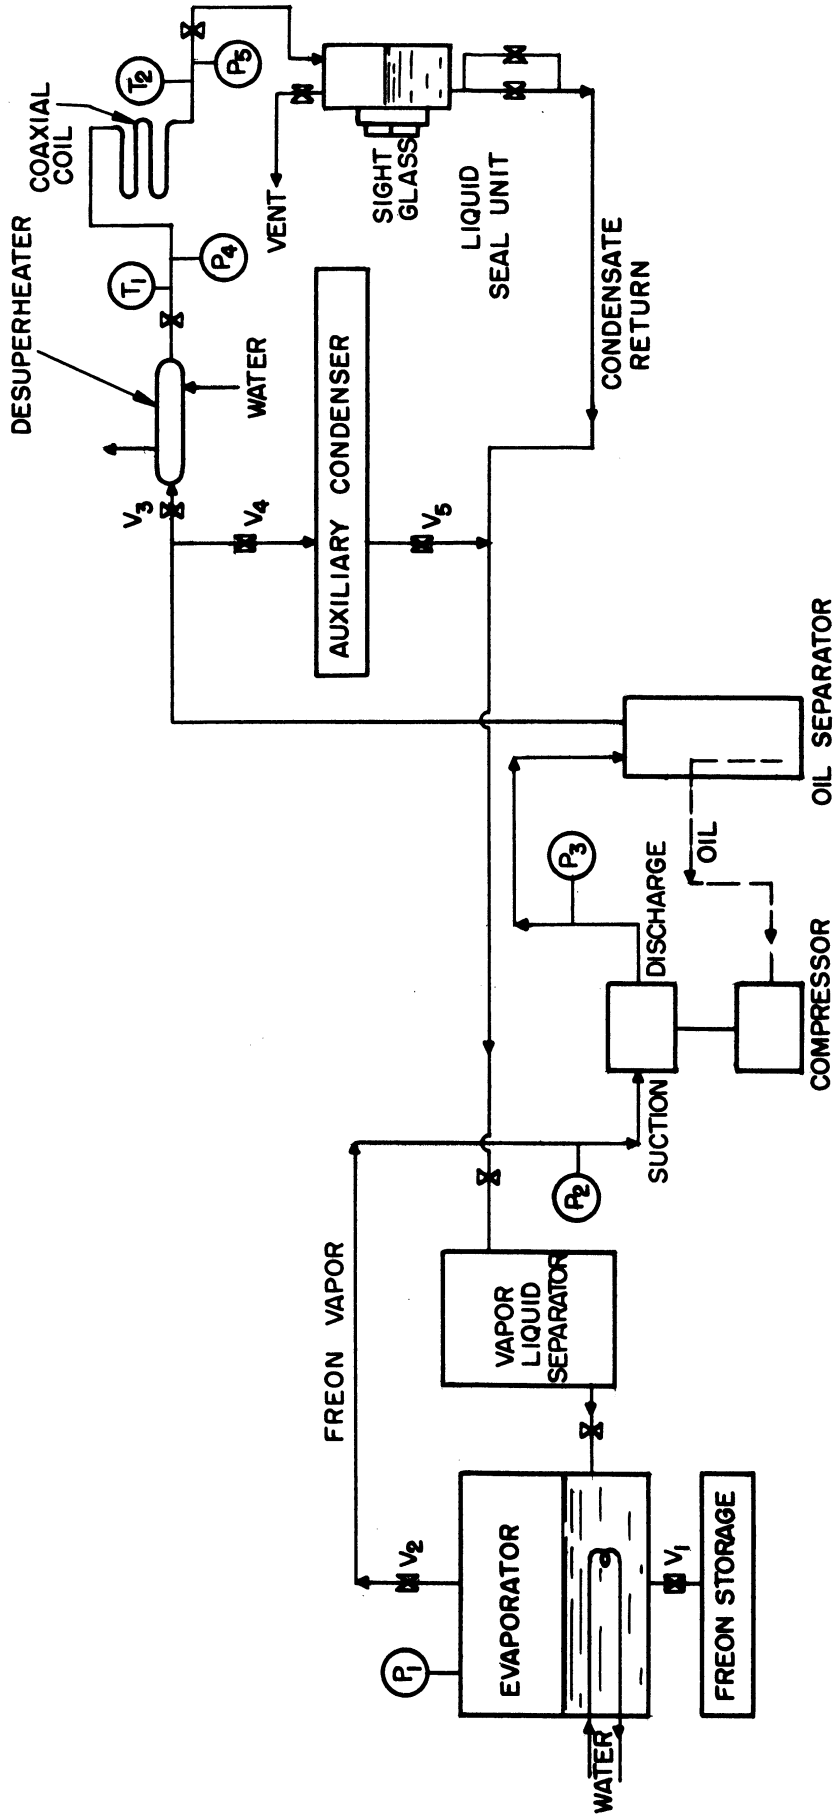 COAXIAL
COIL
DESUPERHEATER
T2
P5
T1
P4
VENT
SIGHT
GLASS
LIQUID
SEAL UNIT
WATER
V3
V4
AUXILIARY CONDENSER
V5
CONDENSATE
RETURN
OIL SEPARATOR
OIL
P3
DISCHARGE
COMPRESSOR
SUCTION
P2
FREON VAPOR
VAPOR
LIQUID
SEPARATOR
V2
P1
EVAPORATOR
V1
FREON STORAGE
WATER